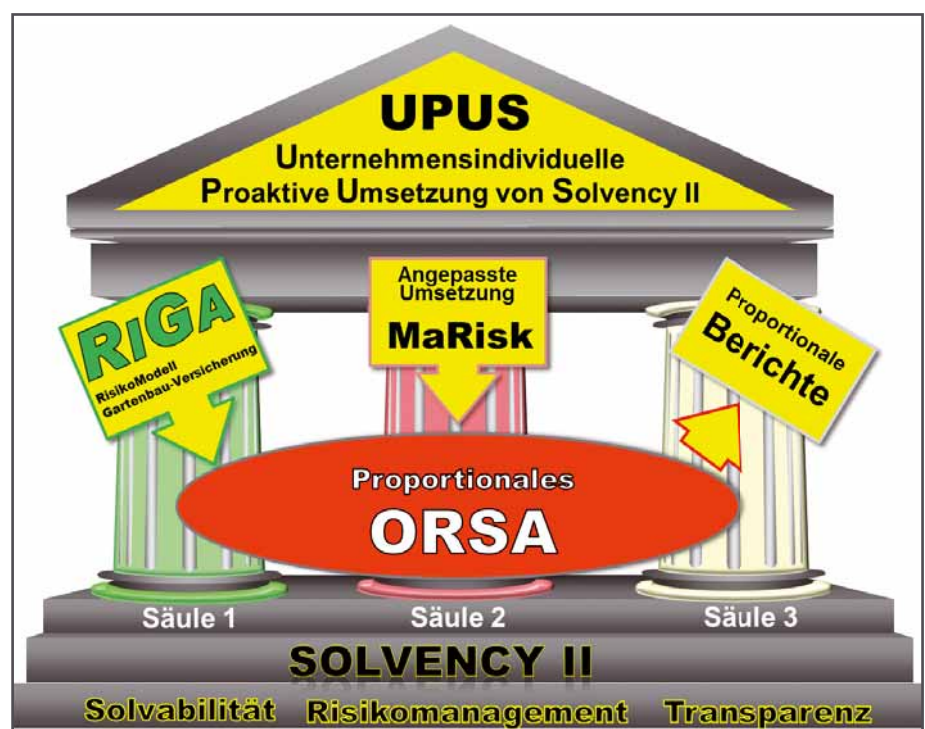 UPUS
Unternehmensindividuelle
Proaktive Umsetzung von Solvency II
RiGA
RisikoModell
Gartenbau-Versicherung
Angepasste
Umsetzung
MaRisk
Proportionale
Berichte
Proportionales
ORSA
Säule 1
Säule 2
Säule 3
SOLVENCY II
Solvabilität Risikomanagement Transparenz